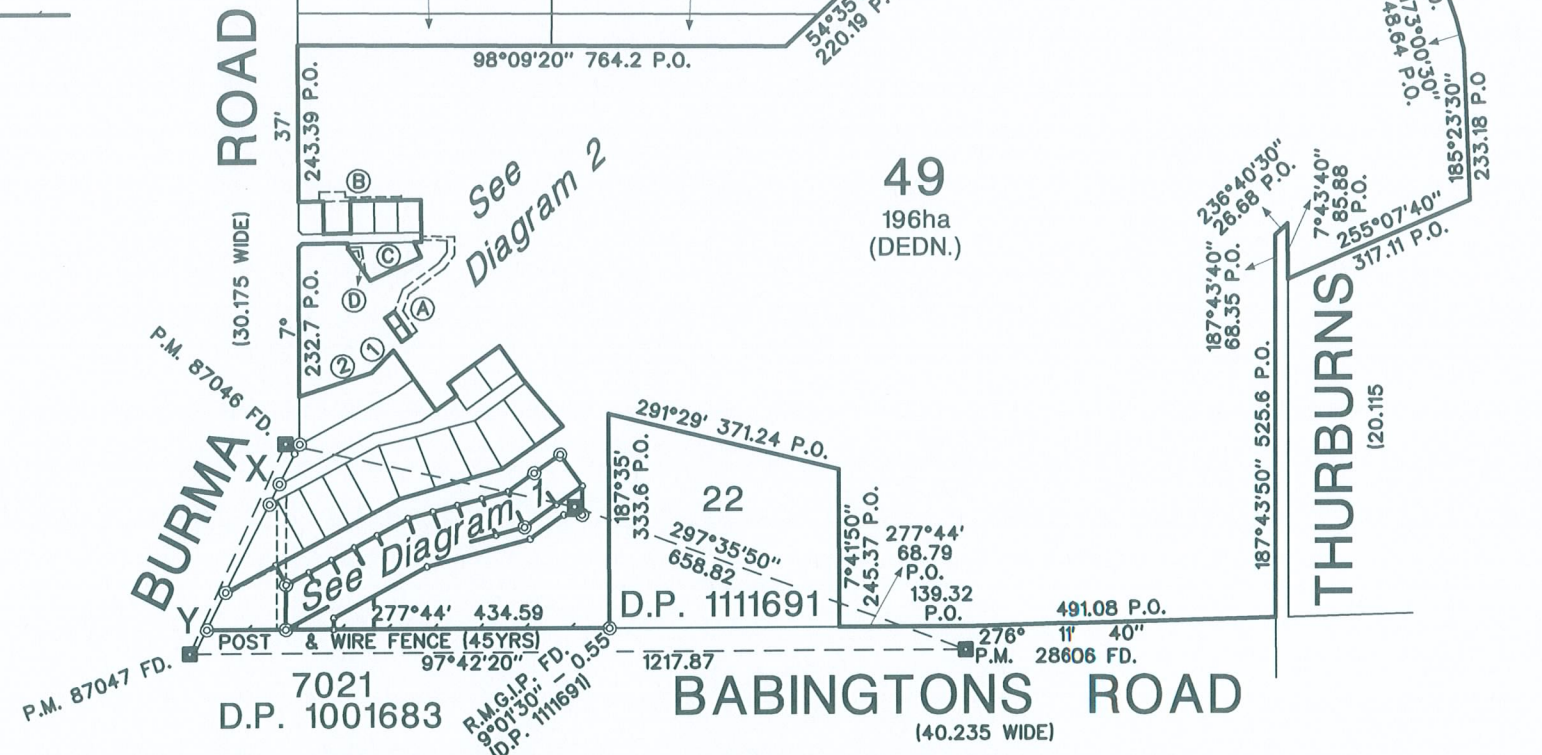 98°09'20" 764.2 P.O.
54°35
220.19 P.
ROAD
37'
243.39 P.O.
(30.175 WIDE)
7°
232.7 P.O.
B
C
D
A
1
2
See
Diagram 2
49
196ha
(DEDN.)
73°00'30"
48.64 P.O.
185°23'30"
233.18 P.O
236°40'30"
26.68 P.O.
7°43'40"
85.88
P.O.
255°07'40"
317.11 P.O.
187°43'40"
68.35 P.O.
187°43'50" 525.6 P.O.
THURBURNS
(20.115
P.M. 87046 FD.
BURMA
X
Y
See Diagram 1
291°29' 371.24 P.O.
187°35'
333.6 P.O.
22
297°35'50"
658.82
7°41'50"
245.37 P.O.
277°44'
68.79
P.O.
139.32
P.O.
D.P. 1111691
491.08 P.O.
277°44' 434.59
POST & WIRE FENCE (45YRS)
97°42'20"
1217.87
276° 11' 40"
P.M. 28606 FD.
P.M. 87047 FD.
7021
D.P. 1001683
R.M.G.I.P. FD.
9°01'30" – 0.55
(D.P. 1111691)
BABINGTONS ROAD
(40.235 WIDE)